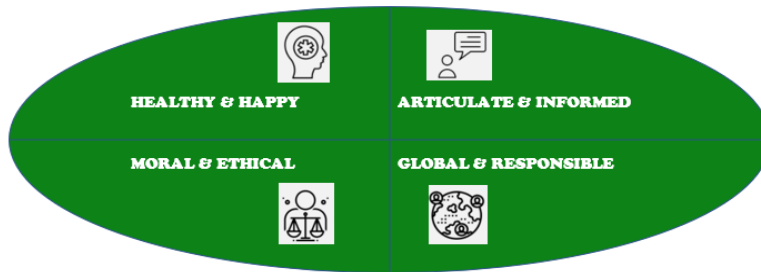 HEALTHY & HAPPY
ARTICULATE & INFORMED
MORAL & ETHICAL
GLOBAL & RESPONSIBLE